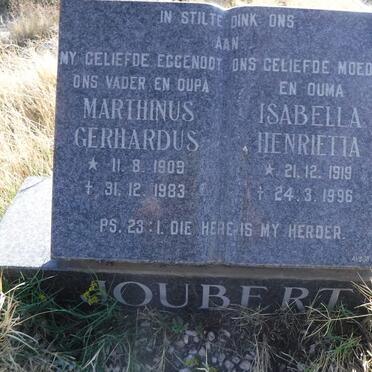 IN STILTE DINK ONS
AAN
MY GELIEFDE EGGENOOT
ONS VADER EN OUPA
MARTHINUS
GERHARDUS
* 11.8.1909
+ 31.12.1983
ONS GELIEFDE MOED
EN OUMA
ISABELLA
HENRIETTA
* 21.12.1919
+ 24.3.1996
PS. 23:1. DIE HERE IS MY HERDER.
JOUBERT